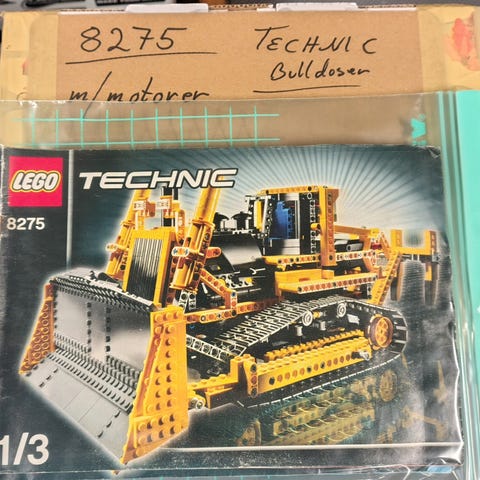 8275 TECHNIC
m/motorer Bulldoser
LEGO TECHNIC
8275
1/3